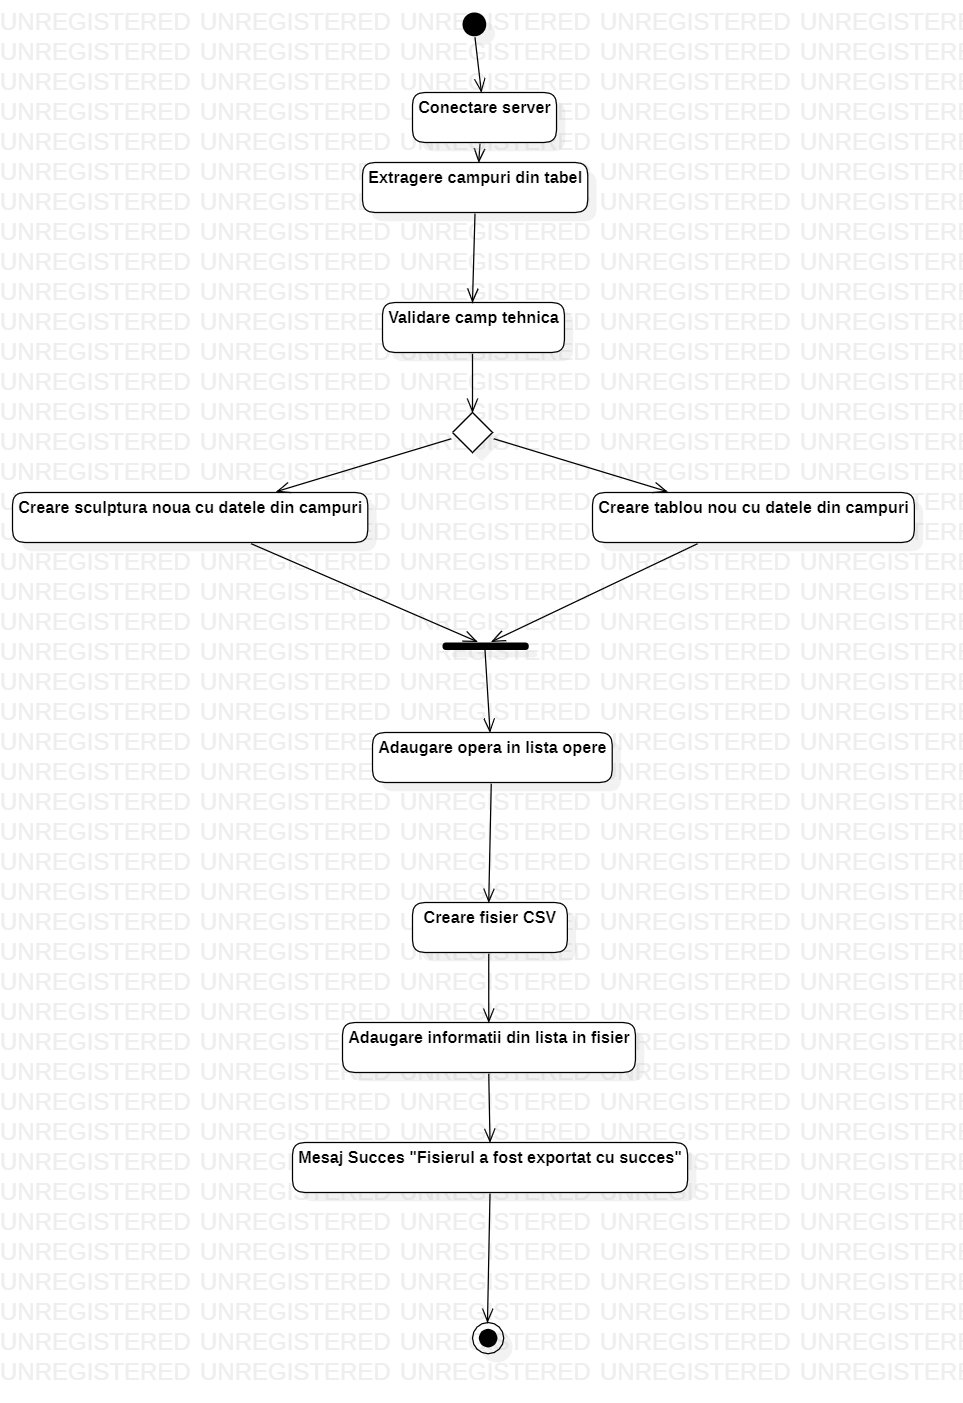 UNREGISTERED
Conectare server
Extragere campuri din tabel
Validare camp tehnica
Creare sculptura noua cu datele din campuri
Creare tablou nou cu datele din campuri
Adaugare opera in lista opere
Creare fisier CSV
Adaugare informatii din lista in fisier
Mesaj Succes "Fisierul a fost exportat cu succes"